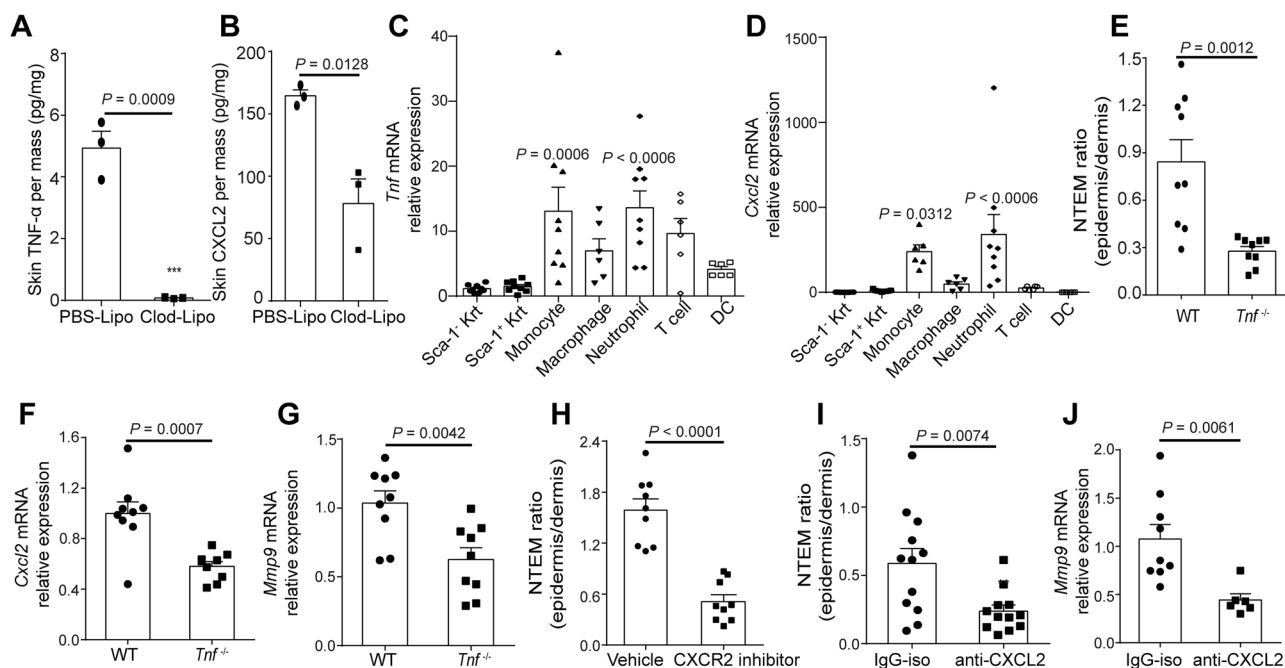 A
Skin TNF-α per mass (pg/mg)
8
6
4
2
0
P = 0.0009
***
PBS-Lipo
Clod-Lipo
B
Skin CXCL2 per mass (pg/mg)
200
150
100
50
0
P = 0.0128
PBS-Lipo
Clod-Lipo
C
Tnf mRNA
relative expression
40
30
20
10
0
P = 0.0006
P < 0.0006
Sca-1⁻ Krt
Sca-1⁺ Krt
Monocyte
Macrophage
Neutrophil
T cell
DC
D
Cxcl2 mRNA
relative expression
1500
1000
500
0
P = 0.0312
P < 0.0006
Sca-1⁻ Krt
Sca-1⁺ Krt
Monocyte
Macrophage
Neutrophil
T cell
DC
E
NTEM ratio
(epidermis/dermis)
1.5
1.2
0.9
0.6
0.3
0.0
P = 0.0012
WT
Tnf ⁻/⁻
F
Cxcl2 mRNA
relative expression
1.6
1.2
0.8
0.4
0.0
P = 0.0007
WT
Tnf ⁻/⁻
G
Mmp9 mRNA
relative expression
1.5
1.0
0.5
0.0
P = 0.0042
WT
Tnf ⁻/⁻
H
NTEM ratio
(epidermis/dermis)
2.4
1.8
1.2
0.6
0.0
P < 0.0001
Vehicle
CXCR2 inhibitor
I
NTEM ratio
(epidermis/dermis)
1.5
1.0
0.5
0.0
P = 0.0074
IgG-iso
anti-CXCL2
J
Mmp9 mRNA
relative expression
2.0
1.5
1.0
0.5
0.0
P = 0.0061
IgG-iso
anti-CXCL2